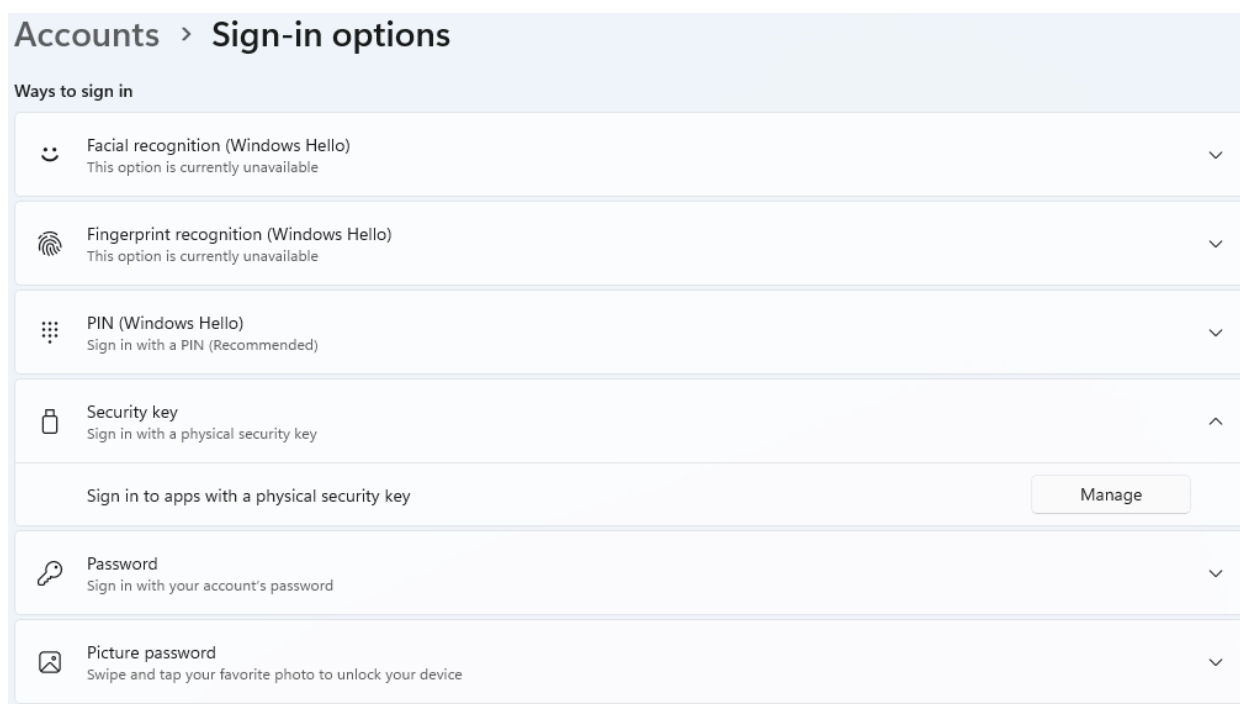 Accounts > Sign-in options
Ways to sign in
Facial recognition (Windows Hello)
This option is currently unavailable
Fingerprint recognition (Windows Hello)
This option is currently unavailable
PIN (Windows Hello)
Sign in with a PIN (Recommended)
Security key
Sign in with a physical security key
Sign in to apps with a physical security key Manage
Password
Sign in with your account's password
Picture password
Swipe and tap your favorite photo to unlock your device